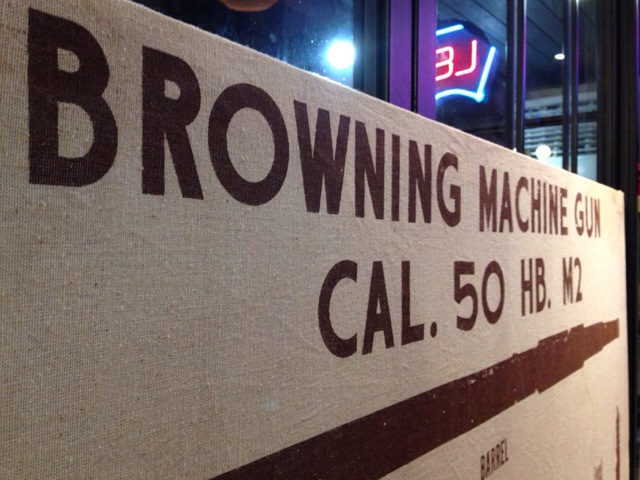 BJ
BROWNING MACHINE GUN
CAL. 50 HB. M2
BARREL